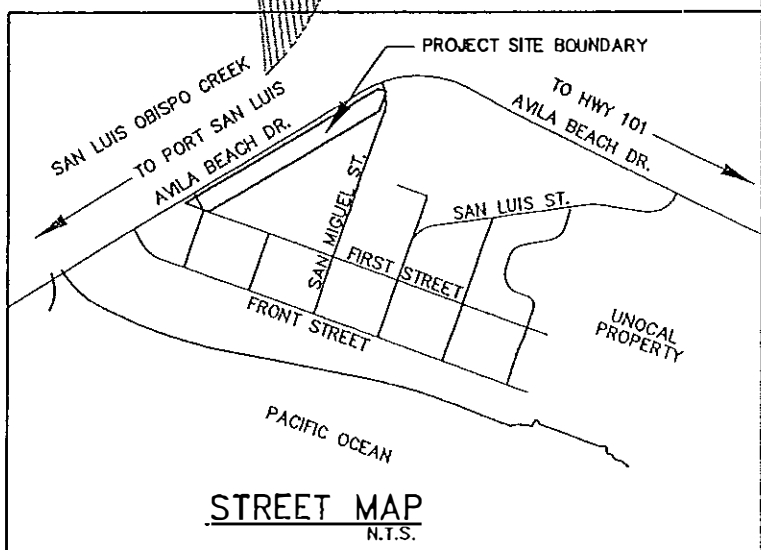 PROJECT SITE BOUNDARY
SAN LUIS OBISPO CREEK
TO PORT SAN LUIS
AVILA BEACH DR.
TO HWY 101
AVILA BEACH DR.
SAN MIGUEL ST.
SAN LUIS ST.
FIRST STREET
FRONT STREET
UNOCAL
PROPERTY
PACIFIC OCEAN
STREET MAP
N.T.S.